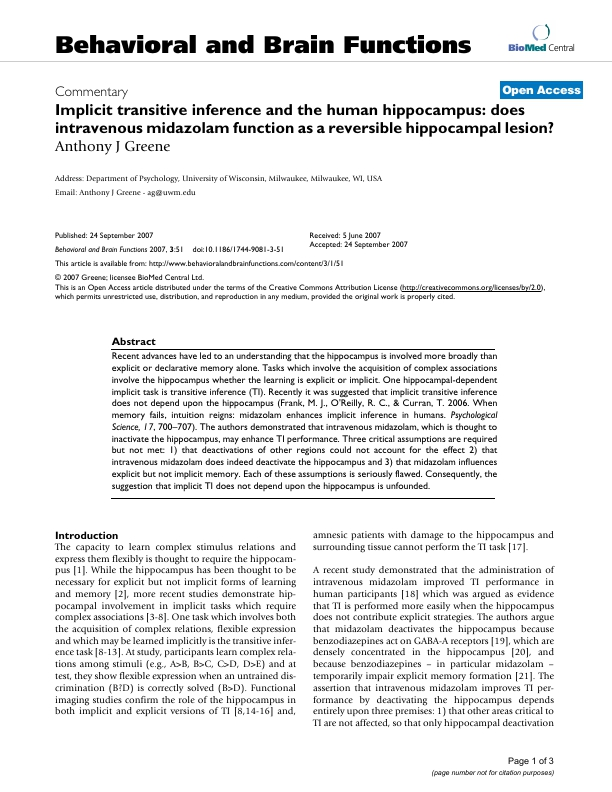 Behavioral and Brain Functions
BioMed Central
Commentary
Open Access
Implicit transitive inference and the human hippocampus: does
intravenous midazolam function as a reversible hippocampal lesion?
Anthony J Greene
Address: Department of Psychology, University of Wisconsin, Milwaukee, Milwaukee, WI, USA
Email: Anthony J Greene - ag@uwm.edu
Published: 24 September 2007
Behavioral and Brain Functions 2007, 3:51 doi:10.1186/1744-9081-3-51
Received: 5 June 2007
Accepted: 24 September 2007
This article is available from: http://www.behavioralandbrainfunctions.com/content/3/1/51
© 2007 Greene; licensee BioMed Central Ltd.
This is an Open Access article distributed under the terms of the Creative Commons Attribution License (http://creativecommons.org/licenses/by/2.0),
which permits unrestricted use, distribution, and reproduction in any medium, provided the original work is properly cited.
Abstract
Recent advances have led to an understanding that the hippocampus is involved more broadly than
explicit or declarative memory alone. Tasks which involve the acquisition of complex associations
involve the hippocampus whether the learning is explicit or implicit. One hippocampal-dependent
implicit task is transitive inference (TI). Recently it was suggested that implicit transitive inference
does not depend upon the hippocampus (Frank, M. J., O'Reilly, R. C., & Curran, T. 2006. When
memory fails, intuition reigns: midazolam enhances implicit inference in humans. Psychological
Science, 17, 700–707). The authors demonstrated that intravenous midazolam, which is thought to
inactivate the hippocampus, may enhance TI performance. Three critical assumptions are required
but not met: 1) that deactivations of other regions could not account for the effect 2) that
intravenous midazolam does indeed deactivate the hippocampus and 3) that midazolam influences
explicit but not implicit memory. Each of these assumptions is seriously flawed. Consequently, the
suggestion that implicit TI does not depend upon the hippocampus is unfounded.
Introduction
The capacity to learn complex stimulus relations and
express them flexibly is thought to require the hippocam-
pus [1]. While the hippocampus has been thought to be
necessary for explicit but not implicit forms of learning
and memory [2], more recent studies demonstrate hip-
pocampal involvement in implicit tasks which require
complex associations [3-8]. One task which involves both
the acquisition of complex relations, flexible expression
and which may be learned implicitly is the transitive infer-
ence task [8-13]. At study, participants learn complex rela-
tions among stimuli (e.g., A>B, B>C, C>D, D>E) and at
test, they show flexible expression when an untrained dis-
crimination (B?D) is correctly solved (B>D). Functional
imaging studies confirm the role of the hippocampus in
both implicit and explicit versions of TI [8,14-16] and,
amnesic patients with damage to the hippocampus and
surrounding tissue cannot perform the TI task [17].
A recent study demonstrated that the administration of
intravenous midazolam improved TI performance in
human participants [18] which was argued as evidence
that TI is performed more easily when the hippocampus
does not contribute explicit strategies. The authors argue
that midazolam deactivates the hippocampus because
benzodiazepines act on GABA-A receptors [19], which are
densely concentrated in the hippocampus [20], and
because benzodiazepines – in particular midazolam –
temporarily impair explicit memory formation [21]. The
assertion that intravenous midazolam improves TI per-
formance by deactivating the hippocampus depends
entirely upon three premises: 1) that other areas critical to
TI are not affected, so that only hippocampal deactivation
Page 1 of 3
(page number not for citation purposes)